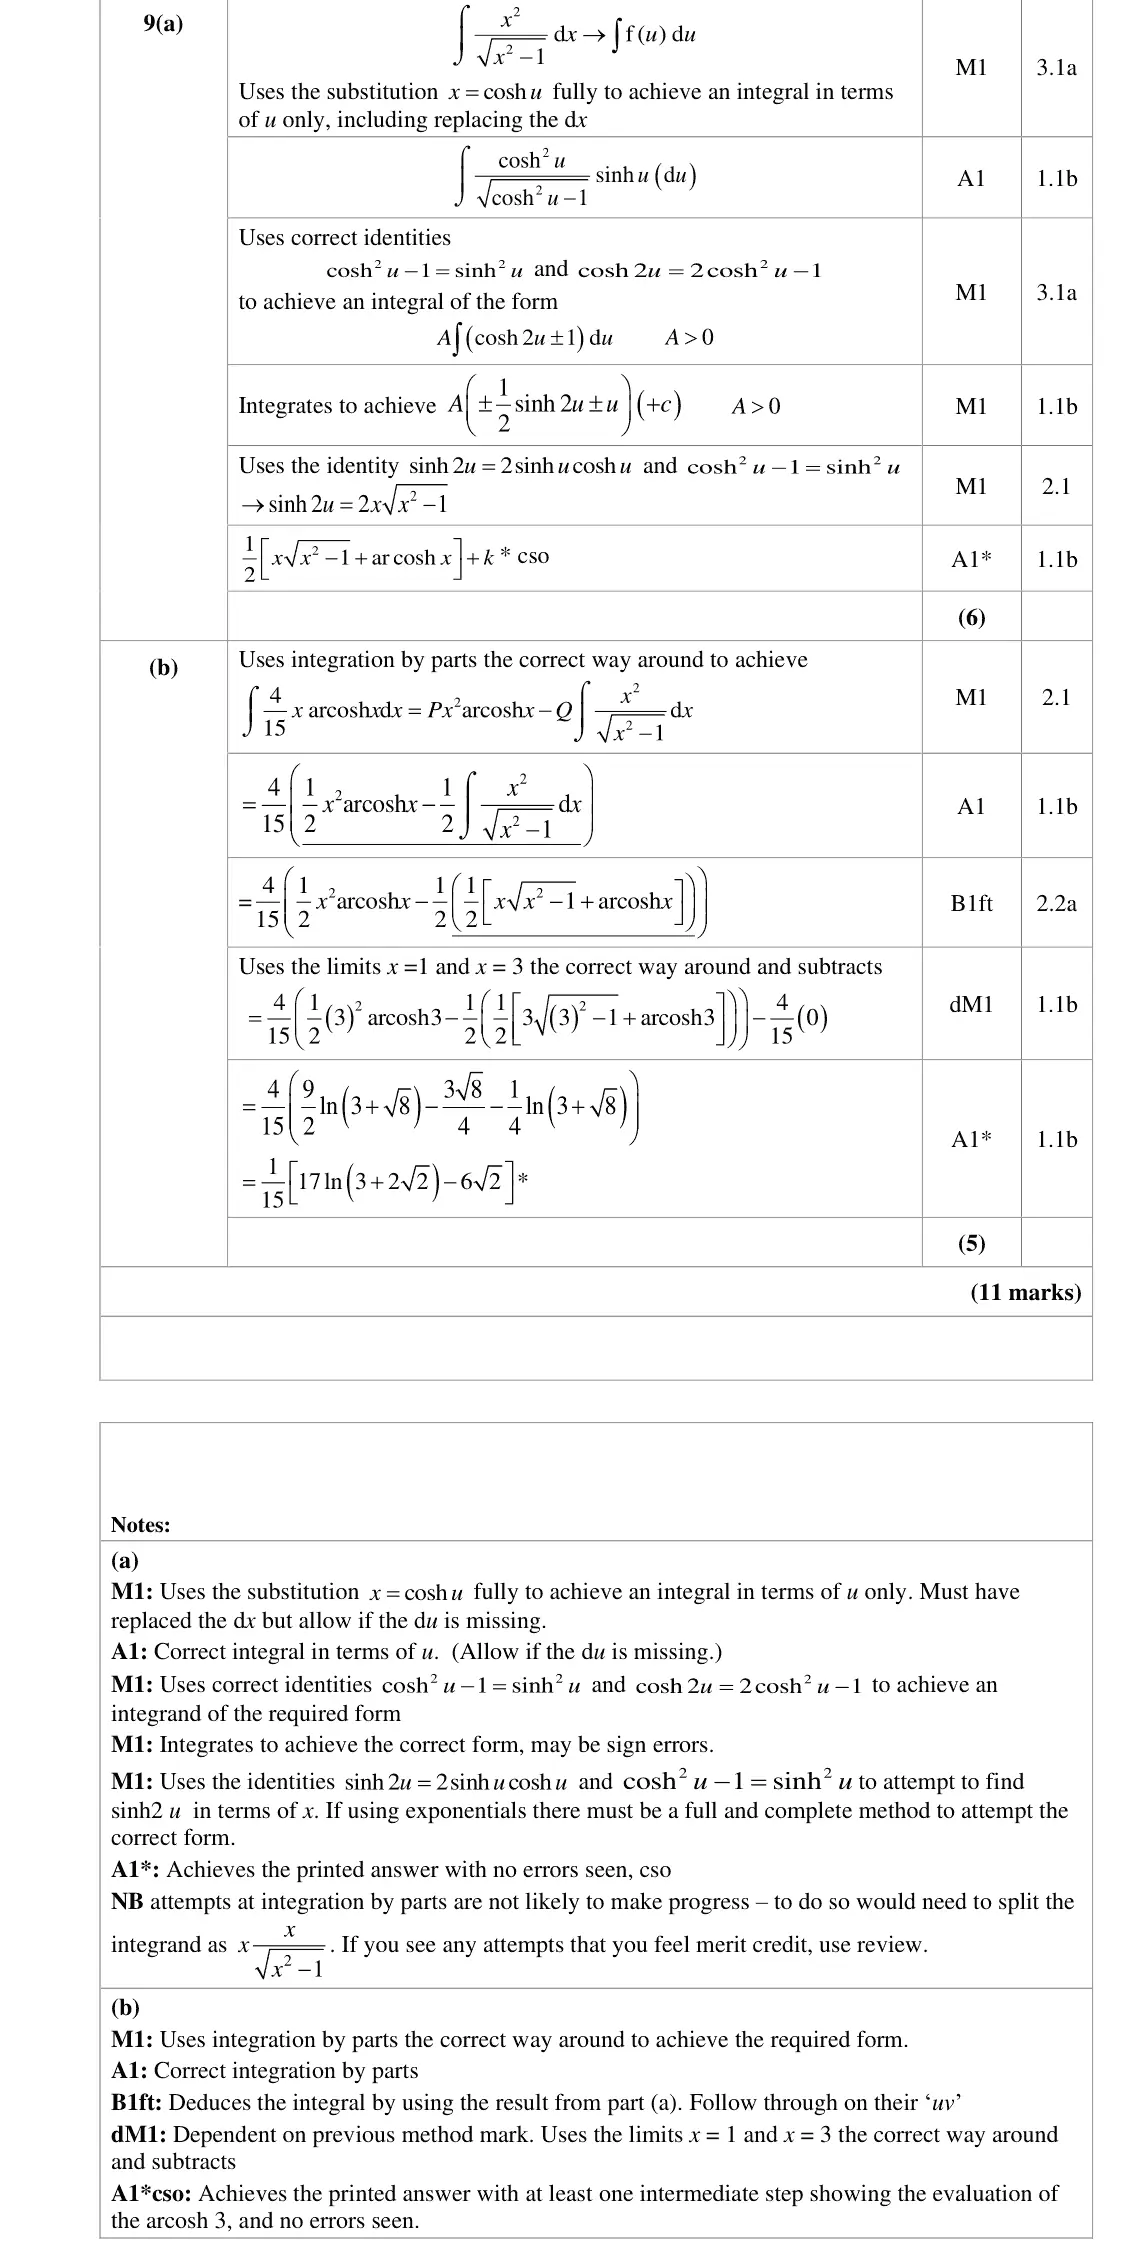 9(a)
∫ x²/√(x² − 1) dx → ∫ f(u) du
Uses the substitution x = cosh u fully to achieve an integral in terms
of u only, including replacing the dx
M1 3.1a
∫ cosh² u/√(cosh² u − 1) sinh u (du)
A1 1.1b
Uses correct identities
cosh² u − 1 = sinh² u and cosh 2u = 2 cosh² u − 1
to achieve an integral of the form
A∫(cosh 2u ± 1) du A > 0
M1 3.1a
Integrates to achieve A(± 1/2 sinh 2u ± u)(+c) A > 0
M1 1.1b
Uses the identity sinh 2u = 2 sinh u cosh u and cosh² u − 1 = sinh² u
→ sinh 2u = 2x√(x² − 1)
M1 2.1
1/2[x√(x² − 1) + ar cosh x] + k * cso
A1* 1.1b
(6)
(b)
Uses integration by parts the correct way around to achieve
∫ 4/15 x arcoshxdx = Px²arcoshx − Q∫ x²/√(x² − 1) dx
M1 2.1
= 4/15(1/2 x²arcoshx − 1/2 ∫ x²/√(x² − 1) dx)
A1 1.1b
= 4/15(1/2 x²arcoshx − 1/2(1/2[x√(x² − 1) + arcoshx]))
B1ft 2.2a
Uses the limits x =1 and x = 3 the correct way around and subtracts
= 4/15(1/2(3)² arcosh3 − 1/2(1/2[3√((3)² − 1) + arcosh3])) − 4/15(0)
dM1 1.1b
= 4/15(9/2 ln(3 + √8) − 3√8/4 − 1/4 ln(3 + √8))
= 1/15[17 ln(3 + 2√2) − 6√2]*
A1* 1.1b
(5)
(11 marks)
Notes:
(a)
M1: Uses the substitution x = cosh u fully to achieve an integral in terms of u only. Must have
replaced the dx but allow if the du is missing.
A1: Correct integral in terms of u. (Allow if the du is missing.)
M1: Uses correct identities cosh² u − 1 = sinh² u and cosh 2u = 2 cosh² u − 1 to achieve an
integrand of the required form
M1: Integrates to achieve the correct form, may be sign errors.
M1: Uses the identities sinh 2u = 2 sinh u cosh u and cosh² u − 1 = sinh² u to attempt to find
sinh2 u in terms of x. If using exponentials there must be a full and complete method to attempt the
correct form.
A1*: Achieves the printed answer with no errors seen, cso
NB attempts at integration by parts are not likely to make progress – to do so would need to split the
integrand as x x/√(x² − 1) . If you see any attempts that you feel merit credit, use review.
(b)
M1: Uses integration by parts the correct way around to achieve the required form.
A1: Correct integration by parts
B1ft: Deduces the integral by using the result from part (a). Follow through on their ‘uv’
dM1: Dependent on previous method mark. Uses the limits x = 1 and x = 3 the correct way around
and subtracts
A1*cso: Achieves the printed answer with at least one intermediate step showing the evaluation of
the arcosh 3, and no errors seen.